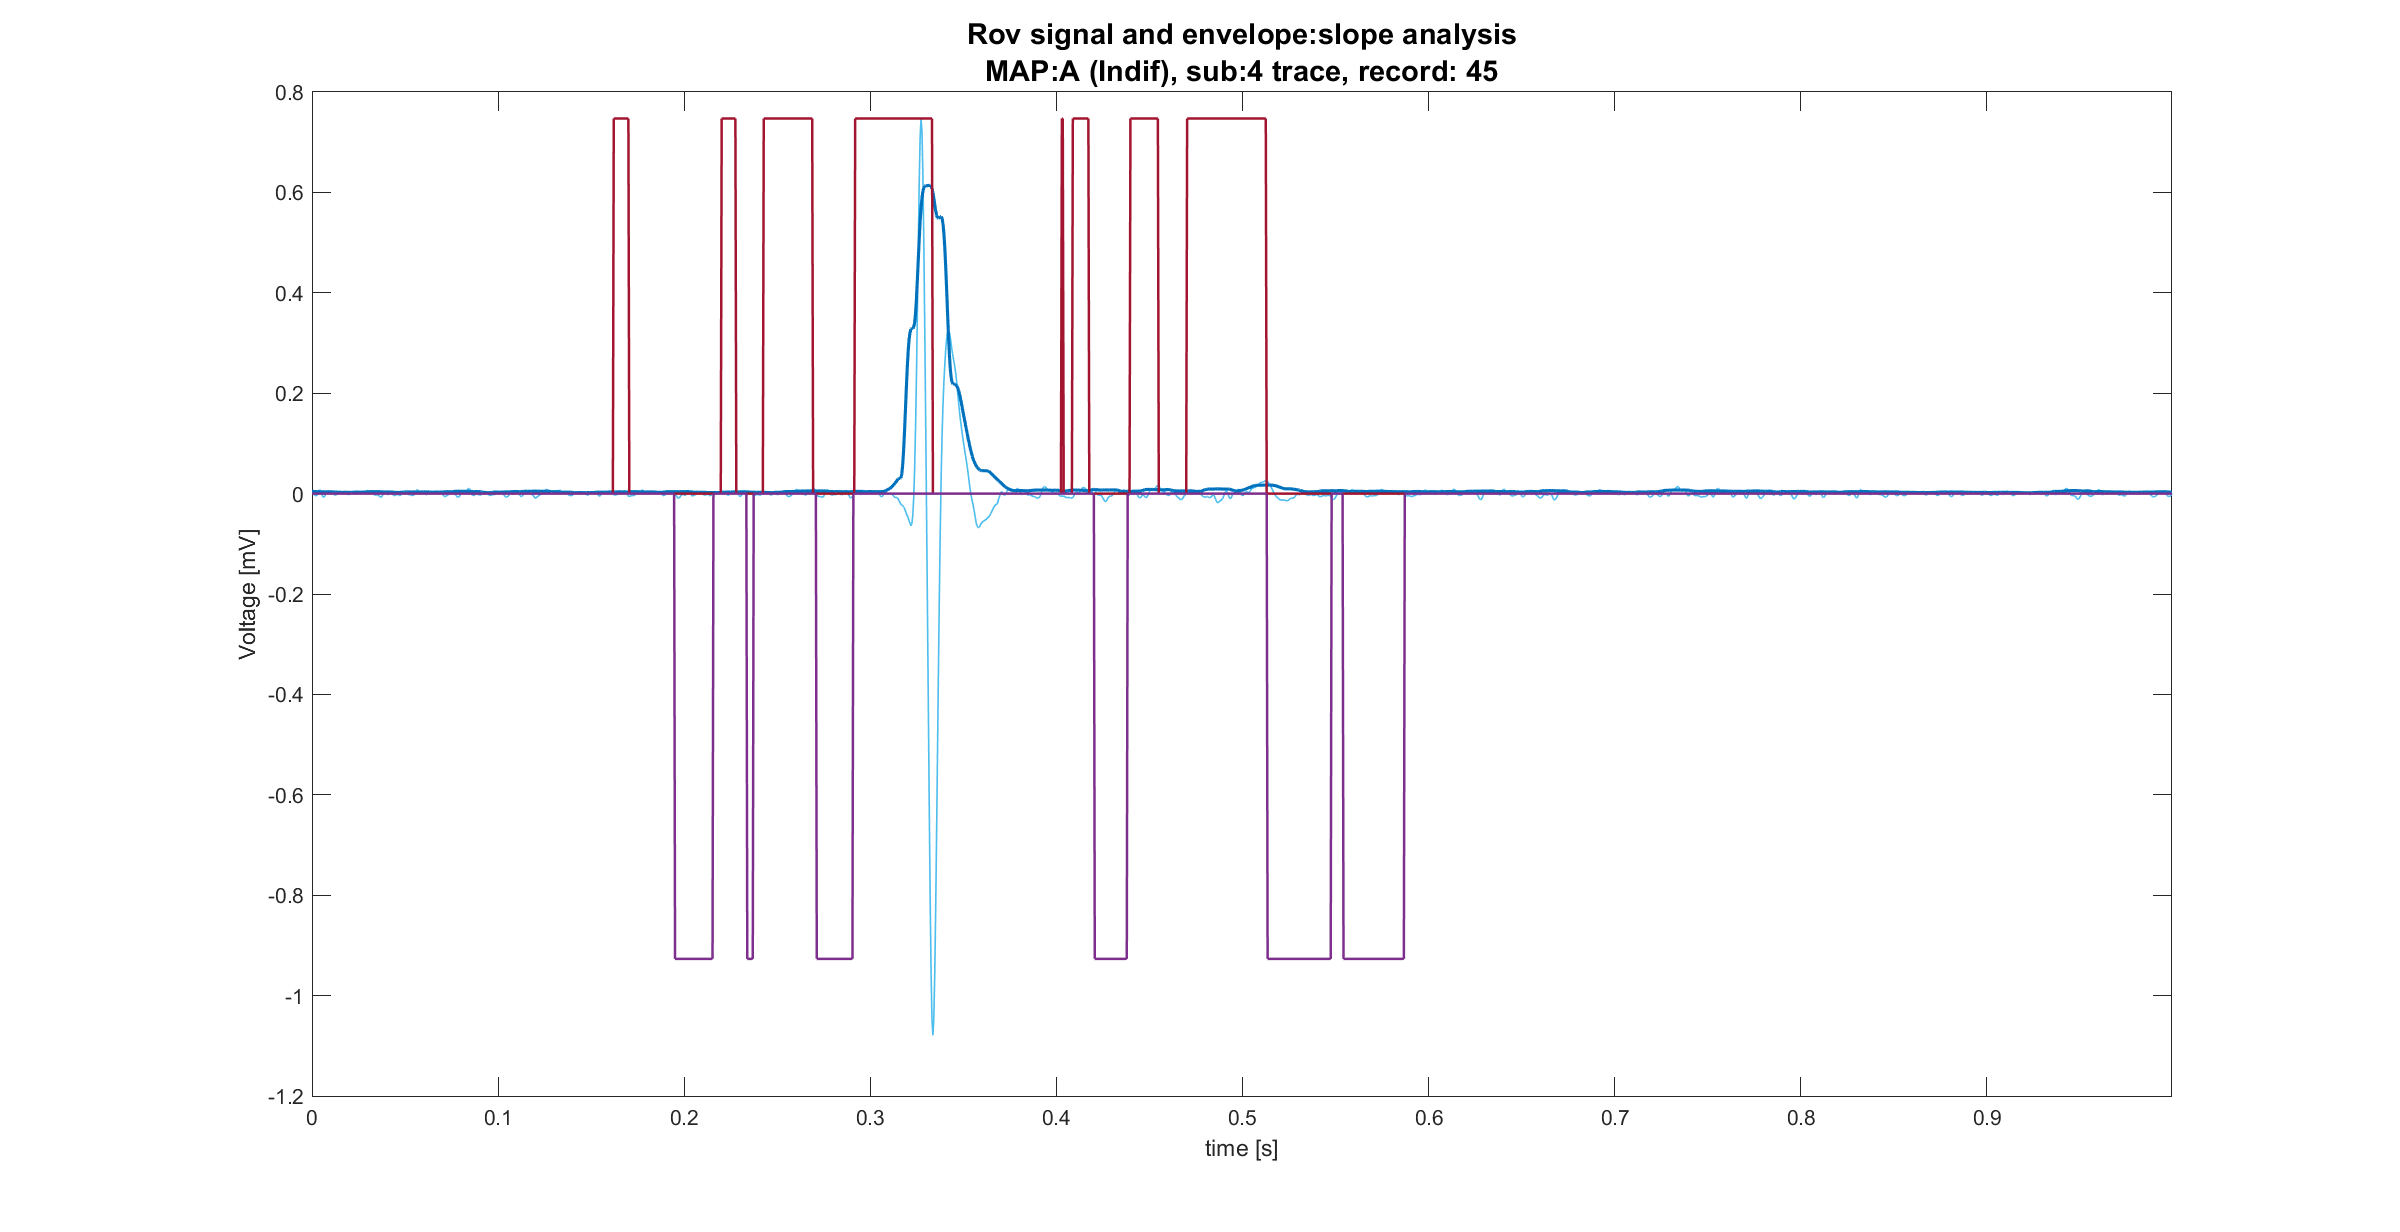 Rov signal and envelope:slope analysis
MAP:A (Indif), sub:4 trace, record: 45
0.8
0.6
0.4
0.2
0
-0.2
-0.4
-0.6
-0.8
-1
-1.2
Voltage [mV]
0 0.1 0.2 0.3 0.4 0.5 0.6 0.7 0.8 0.9
time [s]